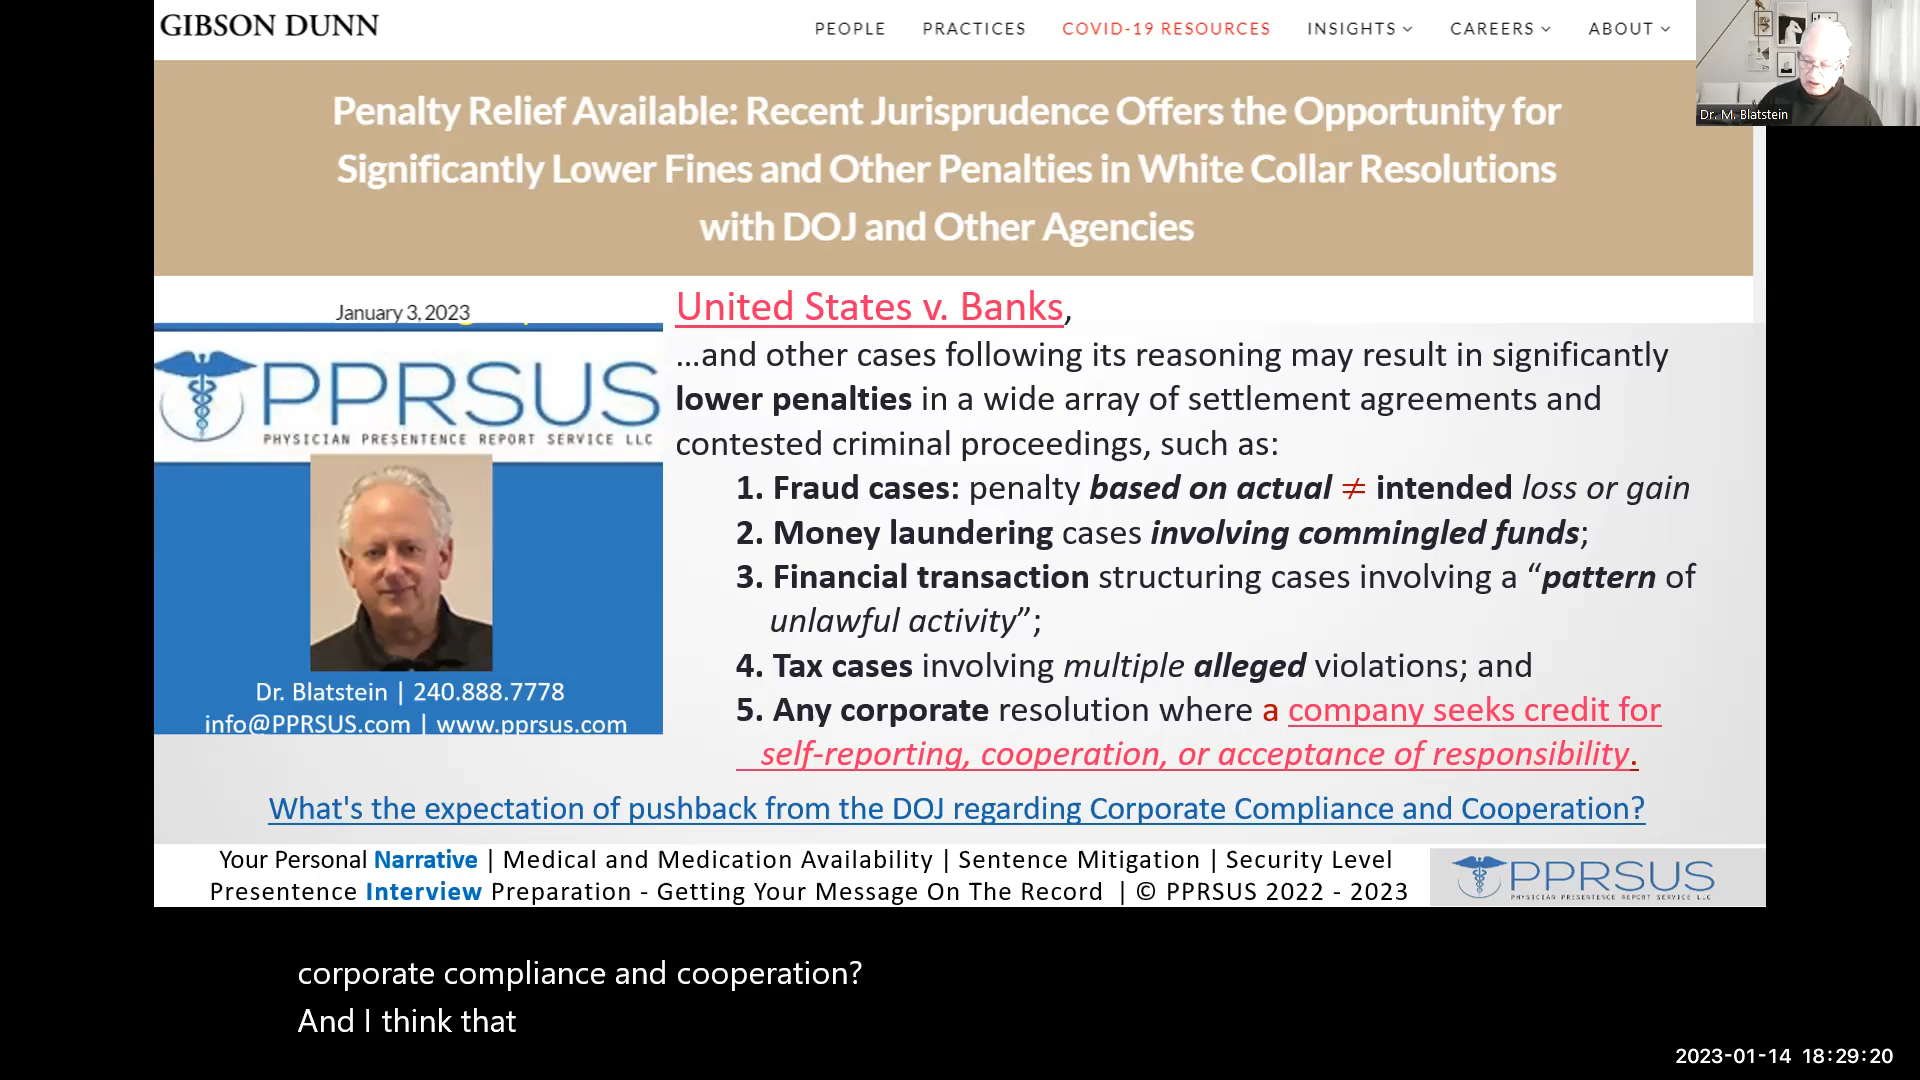 GIBSON DUNN
PEOPLE PRACTICES COVID-19 RESOURCES INSIGHTS CAREERS ABOUT
Dr. M. Blatstein
Penalty Relief Available: Recent Jurisprudence Offers the Opportunity for
Significantly Lower Fines and Other Penalties in White Collar Resolutions
with DOJ and Other Agencies
January 3, 2023
PPRSUS
PHYSICIAN PRESENTENCE REPORT SERVICE LLC
Dr. Blatstein | 240.888.7778
info@PPRSUS.com | www.pprsus.com
United States v. Banks,
...and other cases following its reasoning may result in significantly
lower penalties in a wide array of settlement agreements and
contested criminal proceedings, such as:
1. Fraud cases: penalty based on actual ≠ intended loss or gain
2. Money laundering cases involving commingled funds;
3. Financial transaction structuring cases involving a “pattern of
unlawful activity”;
4. Tax cases involving multiple alleged violations; and
5. Any corporate resolution where a company seeks credit for
self-reporting, cooperation, or acceptance of responsibility.
What's the expectation of pushback from the DOJ regarding Corporate Compliance and Cooperation?
Your Personal Narrative | Medical and Medication Availability | Sentence Mitigation | Security Level
Presentence Interview Preparation - Getting Your Message On The Record | © PPRSUS 2022 - 2023
PPRSUS
PHYSICIAN PRESENTENCE REPORT SERVICE LLC
corporate compliance and cooperation?
And I think that
2023-01-14 18:29:20